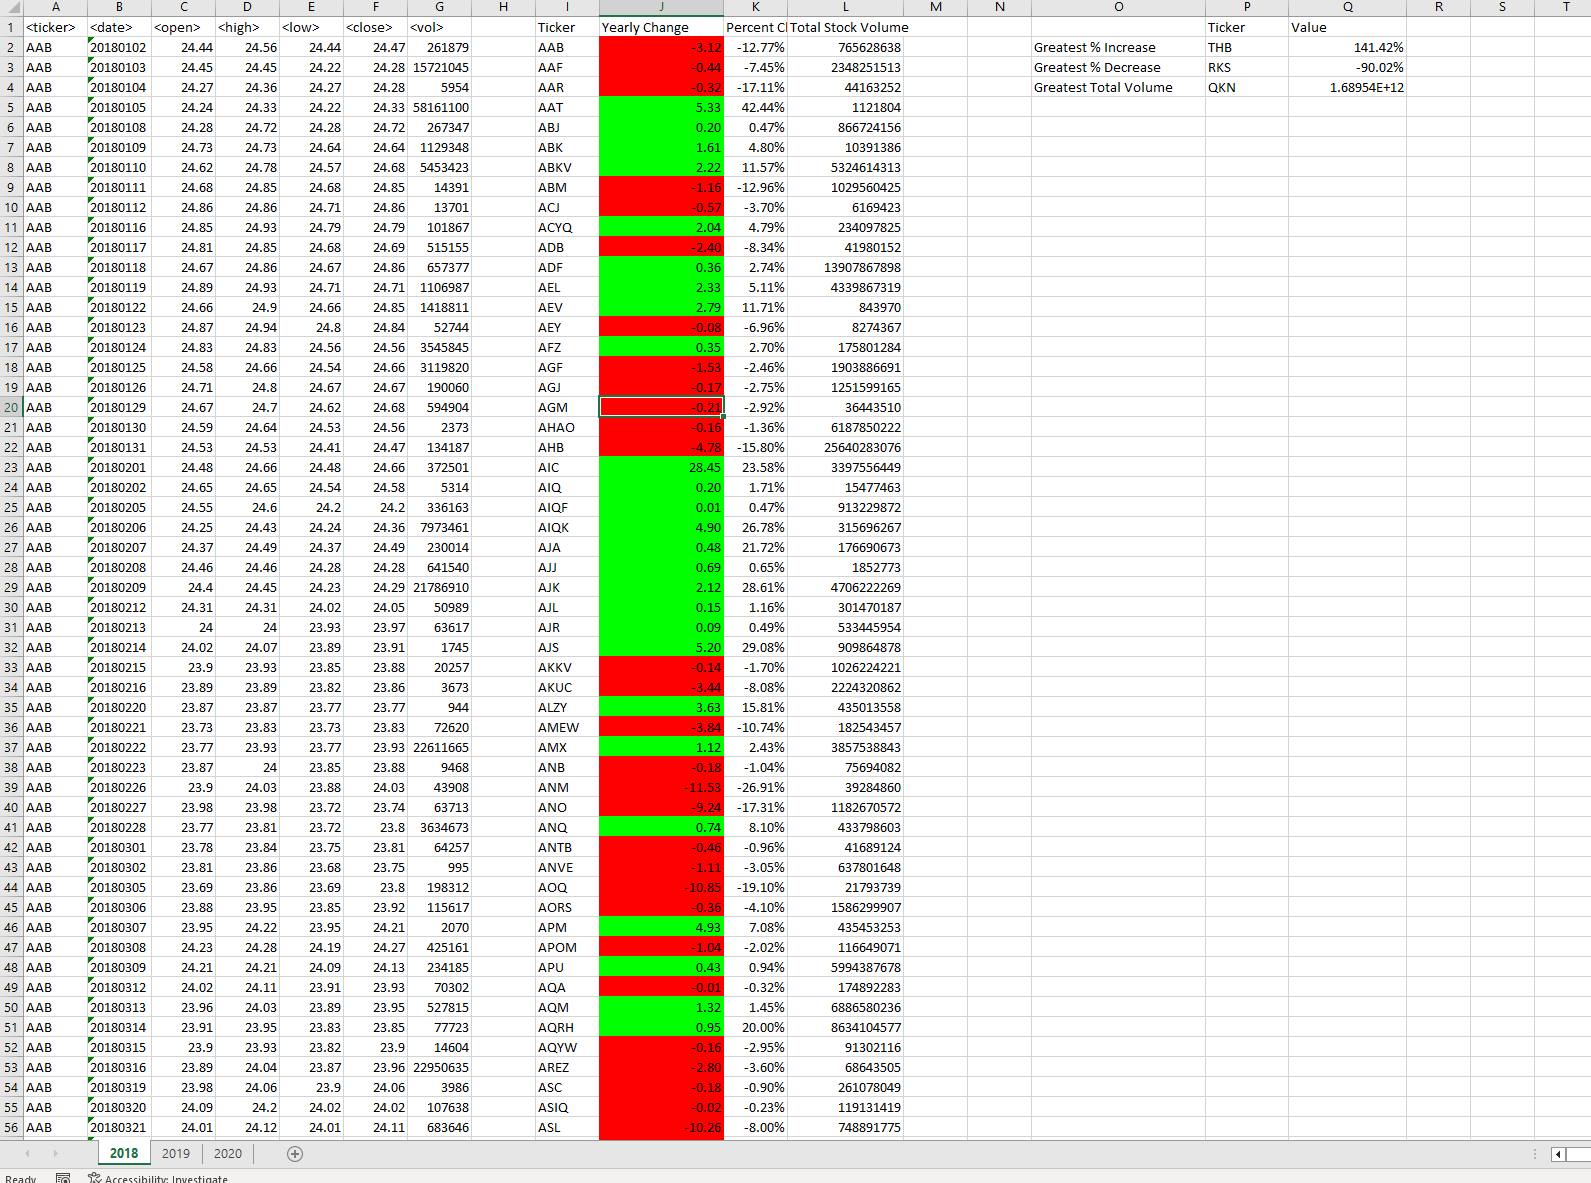 A B C D E F G H I J K L M N O P Q R S T
1 <ticker> <date> <open> <high> <low> <close> <vol> Ticker Yearly Change Percent Cl Total Stock Volume Ticker Value
2 AAB 20180102 24.44 24.56 24.44 24.47 261879 AAB -3.12 -12.77% 765628638 Greatest % Increase THB 141.42%
3 AAB 20180103 24.45 24.45 24.22 24.28 15721045 AAF -0.44 -7.45% 2348251513 Greatest % Decrease RKS -90.02%
4 AAB 20180104 24.27 24.36 24.27 24.28 5954 AAR -0.32 -17.11% 44163252 Greatest Total Volume QKN 1.68954E+12
5 AAB 20180105 24.24 24.33 24.22 24.33 58161100 AAT 5.33 42.44% 1121804
6 AAB 20180108 24.28 24.72 24.28 24.72 267347 ABJ 0.20 0.47% 866724156
7 AAB 20180109 24.73 24.73 24.64 24.64 1129348 ABK 1.61 4.80% 10391386
8 AAB 20180110 24.62 24.78 24.57 24.68 5453423 ABKV 2.22 11.57% 5324614313
9 AAB 20180111 24.68 24.85 24.68 24.85 14391 ABM -1.16 -12.96% 1029560425
10 AAB 20180112 24.86 24.86 24.71 24.86 13701 ACJ -0.57 -3.70% 6169423
11 AAB 20180116 24.85 24.93 24.79 24.79 101867 ACYQ 2.04 4.79% 234097825
12 AAB 20180117 24.81 24.85 24.68 24.69 515155 ADB -2.40 -8.34% 41980152
13 AAB 20180118 24.67 24.86 24.67 24.86 657377 ADF 0.36 2.74% 13907867898
14 AAB 20180119 24.89 24.93 24.71 24.71 1106987 AEL 2.33 5.11% 4339867319
15 AAB 20180122 24.66 24.9 24.66 24.85 1418811 AEV 2.79 11.71% 843970
16 AAB 20180123 24.87 24.94 24.8 24.84 52744 AEY -0.08 -6.96% 8274367
17 AAB 20180124 24.83 24.83 24.56 24.56 3545845 AFZ 0.35 2.70% 175801284
18 AAB 20180125 24.58 24.66 24.54 24.66 3119820 AGF -1.53 -2.46% 1903886691
19 AAB 20180126 24.71 24.8 24.67 24.67 190060 AGJ -0.17 -2.75% 1251599165
20 AAB 20180129 24.67 24.7 24.62 24.68 594904 AGM -0.21 -2.92% 36443510
21 AAB 20180130 24.59 24.64 24.53 24.56 2373 AHAO -0.16 -1.36% 6187850222
22 AAB 20180131 24.53 24.53 24.41 24.47 134187 AHB -4.78 -15.80% 25640283076
23 AAB 20180201 24.48 24.66 24.48 24.66 372501 AIC 28.45 23.58% 3397556449
24 AAB 20180202 24.65 24.65 24.54 24.58 5314 AIQ 0.20 1.71% 15477463
25 AAB 20180205 24.55 24.6 24.2 24.2 336163 AIQF 0.01 0.47% 913229872
26 AAB 20180206 24.25 24.43 24.24 24.36 7973461 AIQK 4.90 26.78% 315696267
27 AAB 20180207 24.37 24.49 24.37 24.49 230014 AJA 0.48 21.72% 176690673
28 AAB 20180208 24.46 24.46 24.28 24.28 641540 AJJ 0.69 0.65% 1852773
29 AAB 20180209 24.4 24.45 24.23 24.29 21786910 AJK 2.12 28.61% 4706222269
30 AAB 20180212 24.31 24.31 24.02 24.05 50989 AJL 0.15 1.16% 301470187
31 AAB 20180213 24 24 23.93 23.97 63617 AJR 0.09 0.49% 533445954
32 AAB 20180214 24.02 24.07 23.89 23.91 1745 AJS 5.20 29.08% 909864878
33 AAB 20180215 23.9 23.93 23.85 23.88 20257 AKKV -0.14 -1.70% 1026224221
34 AAB 20180216 23.89 23.89 23.82 23.86 3673 AKUC -3.44 -8.08% 2224320862
35 AAB 20180220 23.87 23.87 23.77 23.77 944 ALZY 3.63 15.81% 435013558
36 AAB 20180221 23.73 23.83 23.73 23.83 72620 AMEW -3.84 -10.74% 182543457
37 AAB 20180222 23.77 23.93 23.77 23.93 22611665 AMX 1.12 2.43% 3857538843
38 AAB 20180223 23.87 24 23.85 23.88 9468 ANB -0.18 -1.04% 75694082
39 AAB 20180226 23.9 24.03 23.88 24.03 43908 ANM -11.53 -26.91% 39284860
40 AAB 20180227 23.98 23.98 23.72 23.74 63713 ANO -9.24 -17.31% 1182670572
41 AAB 20180228 23.77 23.81 23.72 23.8 3634673 ANQ 0.74 8.10% 433798603
42 AAB 20180301 23.78 23.84 23.75 23.81 64257 ANTB -0.46 -0.96% 41689124
43 AAB 20180302 23.81 23.86 23.68 23.75 995 ANVE -1.11 -3.05% 637801648
44 AAB 20180305 23.69 23.86 23.69 23.8 198312 AOQ -10.85 -19.10% 21793739
45 AAB 20180306 23.88 23.95 23.85 23.92 115617 AORS -0.36 -4.10% 1586299907
46 AAB 20180307 23.95 24.22 23.95 24.21 2070 APM 4.93 7.08% 435453253
47 AAB 20180308 24.23 24.28 24.19 24.27 425161 APOM -1.04 -2.02% 116649071
48 AAB 20180309 24.21 24.21 24.09 24.13 234185 APU 0.43 0.94% 5994387678
49 AAB 20180312 24.02 24.11 23.91 23.93 70302 AQA -0.01 -0.32% 174892283
50 AAB 20180313 23.96 24.03 23.89 23.95 527815 AQM 1.32 1.45% 6886580236
51 AAB 20180314 23.91 23.95 23.83 23.85 77723 AQRH 0.95 20.00% 8634104577
52 AAB 20180315 23.9 23.93 23.82 23.9 14604 AQYW -0.16 -2.95% 91302116
53 AAB 20180316 23.89 24.04 23.87 23.96 22950635 AREZ -2.80 -3.60% 68643505
54 AAB 20180319 23.98 24.06 23.9 24.06 3986 ASC -0.18 -0.90% 261078049
55 AAB 20180320 24.09 24.2 24.02 24.02 107638 ASIQ -0.02 -0.23% 119131419
56 AAB 20180321 24.01 24.12 24.01 24.11 683646 ASL -10.26 -8.00% 748891775
2018 2019 2020
Ready Accessibility: Investigate